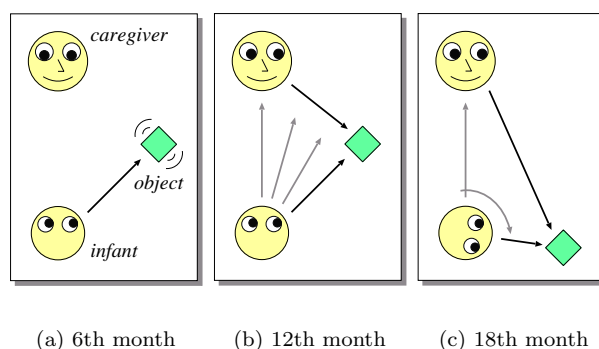 caregiver
object
infant
(a) 6th month (b) 12th month (c) 18th month